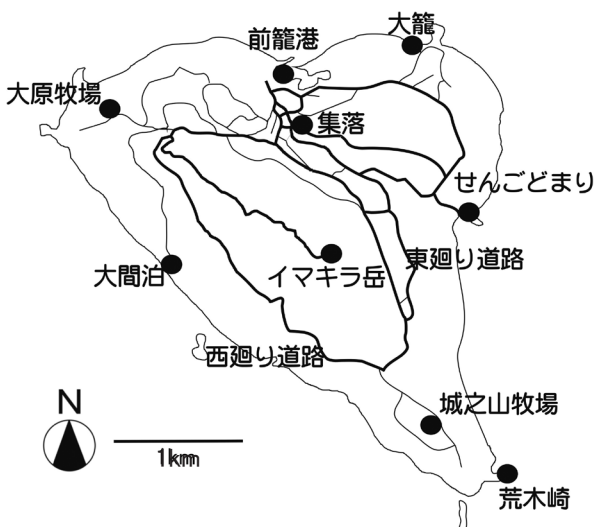 大籠
前籠港
大原牧場
集落
せんごどまり
東廻り道路
大間泊
イマキラ岳
西廻り道路
N
1km
城之山牧場
荒木崎